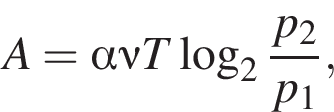 A = ανT log₂ p₂/p₁,